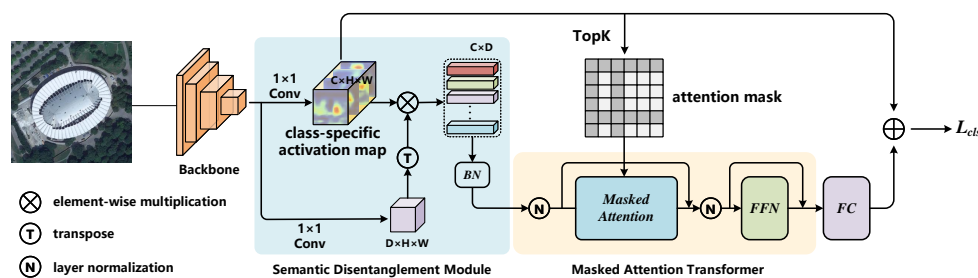 TopK
C×D
1×1
Conv
C×H×W
attention mask
class-specific
activation map
Backbone
T
BN
L_cls
element-wise multiplication
T
transpose
N
layer normalization
1×1
Conv
D×H×W
N
Masked
Attention
N
FFN
FC
Semantic Disentanglement Module
Masked Attention Transformer